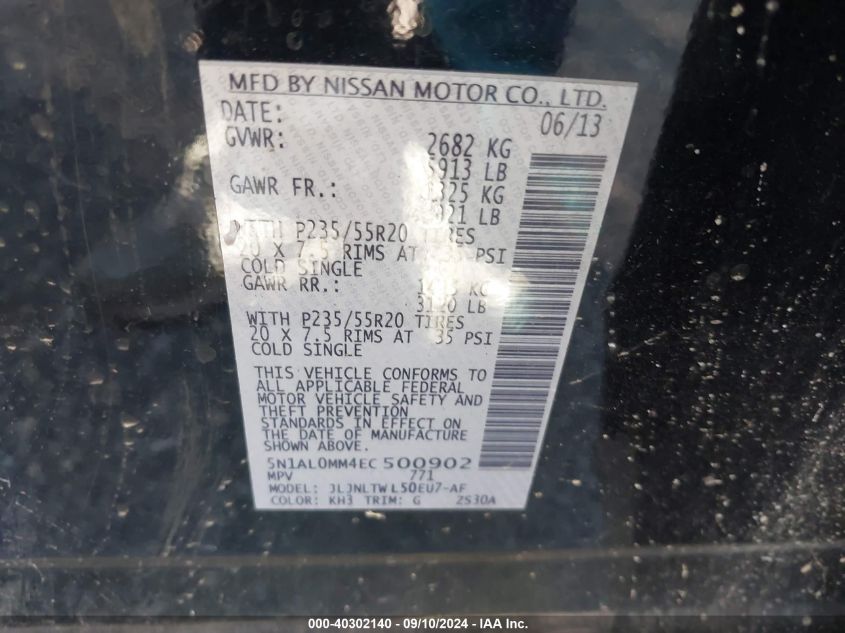 MFD BY NISSAN MOTOR CO., LTD.
DATE: 06/13
GVWR: 2682 KG
LB
GAWR FR.: KG
LB
WITH P235/55R20 TIRES
X 7.5 RIMS AT PSI
COLD SINGLE
GAWR RR.: KG
LB
WITH P235/55R20 TIRES
20 X 7.5 RIMS AT 35 PSI
COLD SINGLE
THIS VEHICLE CONFORMS TO
ALL APPLICABLE FEDERAL
MOTOR VEHICLE SAFETY AND
THEFT PREVENTION
STANDARDS IN EFFECT ON
THE DATE OF MANUFACTURE
SHOWN ABOVE.
5N1AL0MM4EC500902
MPV 771
MODEL: JLJNLTWL50EU7-AF
COLOR: KH3 TRIM: G 2S30A
000-40302140 - 09/10/2024 - IAA Inc.